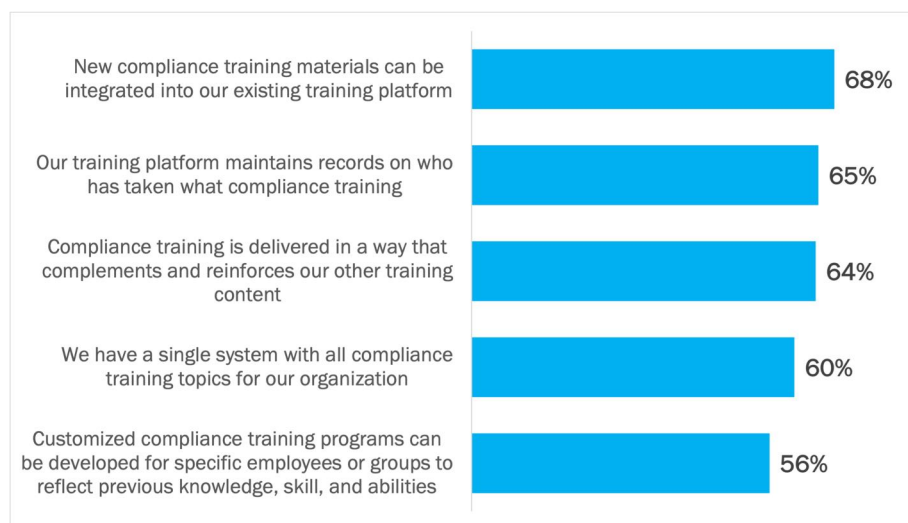 New compliance training materials can be
integrated into our existing training platform
68%
Our training platform maintains records on who
has taken what compliance training
65%
Compliance training is delivered in a way that
complements and reinforces our other training
content
64%
We have a single system with all compliance
training topics for our organization
60%
Customized compliance training programs can
be developed for specific employees or groups to
reflect previous knowledge, skill, and abilities
56%